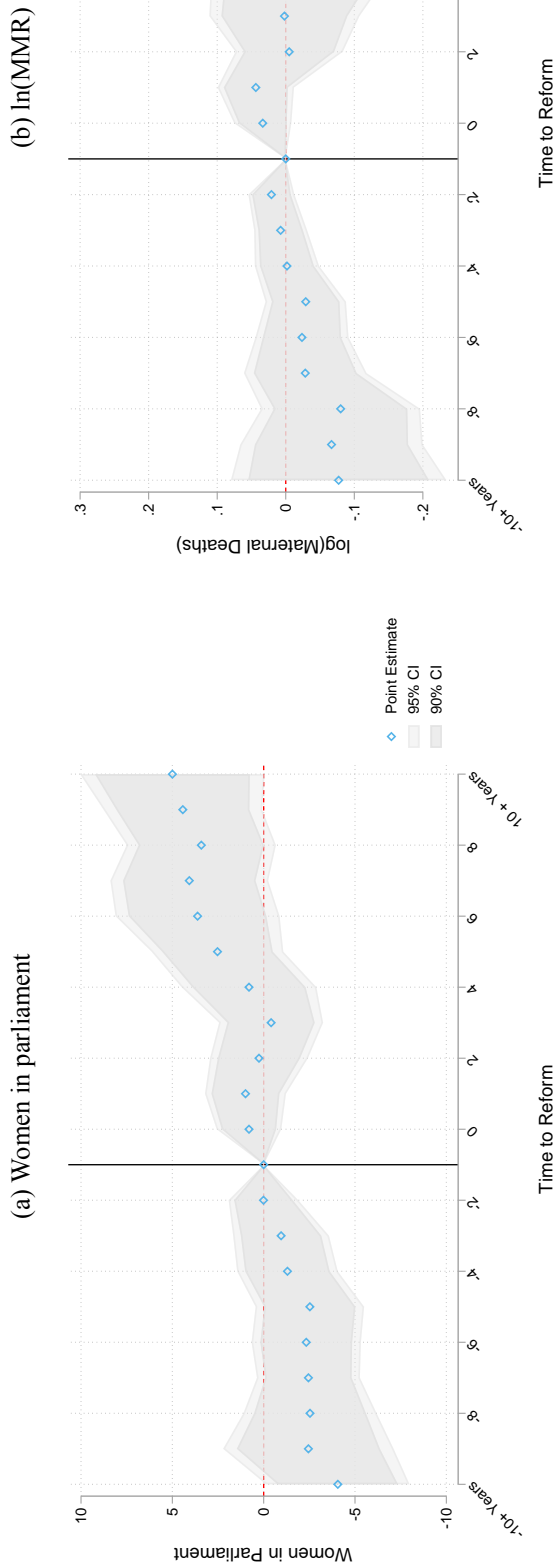 (a) Women in parliament
Women in Parliament
10
5
0
-5
-10
-10+ Years
-8
-6
-4
-2
0
2
4
6
8
10 + Years
Time to Reform
Point Estimate
95% CI
90% CI
(b) ln(MMR)
log(Maternal Deaths)
.3
.2
.1
0
-.1
-.2
-10+ Years
-8
-6
-4
-2
0
2
Time to Reform